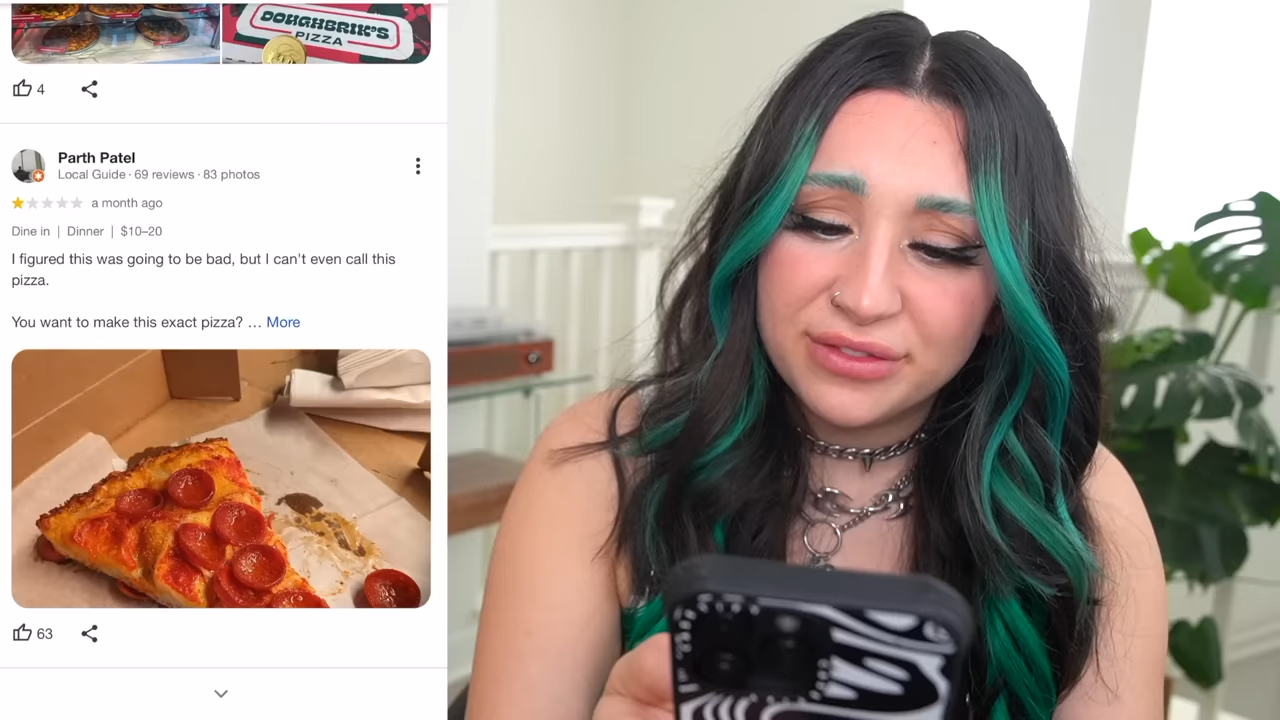 DOUGHBRIK'S
PIZZA
4
Parth Patel
Local Guide · 69 reviews · 83 photos
a month ago
Dine in | Dinner | $10–20
I figured this was going to be bad, but I can't even call this
pizza.
You want to make this exact pizza? … More
63